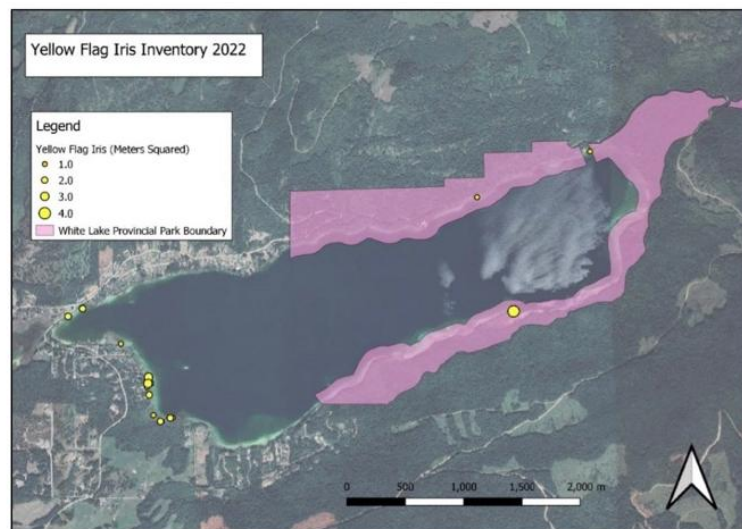 Yellow Flag Iris Inventory 2022
Legend
Yellow Flag Iris (Meters Squared)
1.0
2.0
3.0
4.0
White Lake Provincial Park Boundary
0 500 1,000 1,500 2,000 m